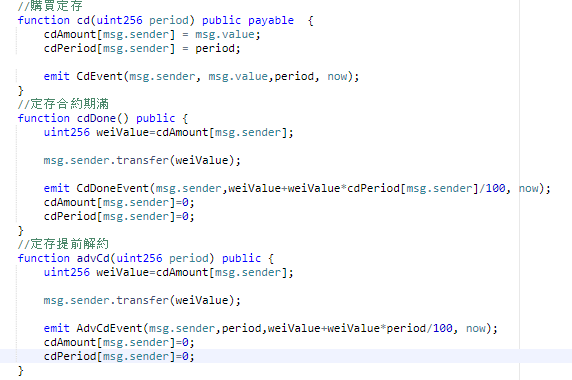 //購買定存
function cd(uint256 period) public payable  {
    cdAmount[msg.sender] = msg.value;
    cdPeriod[msg.sender] = period;

    emit CdEvent(msg.sender, msg.value,period, now);
}
//定存合約期滿
function cdDone() public {
    uint256 weiValue=cdAmount[msg.sender];

    msg.sender.transfer(weiValue);

    emit CdDoneEvent(msg.sender,weiValue+weiValue*cdPeriod[msg.sender]/100, now);
    cdAmount[msg.sender]=0;
    cdPeriod[msg.sender]=0;
}
//定存提前解約
function advCd(uint256 period) public {
    uint256 weiValue=cdAmount[msg.sender];

    msg.sender.transfer(weiValue);

    emit AdvCdEvent(msg.sender,period,weiValue+weiValue*period/100, now);
    cdAmount[msg.sender]=0;
    cdPeriod[msg.sender]=0;
}